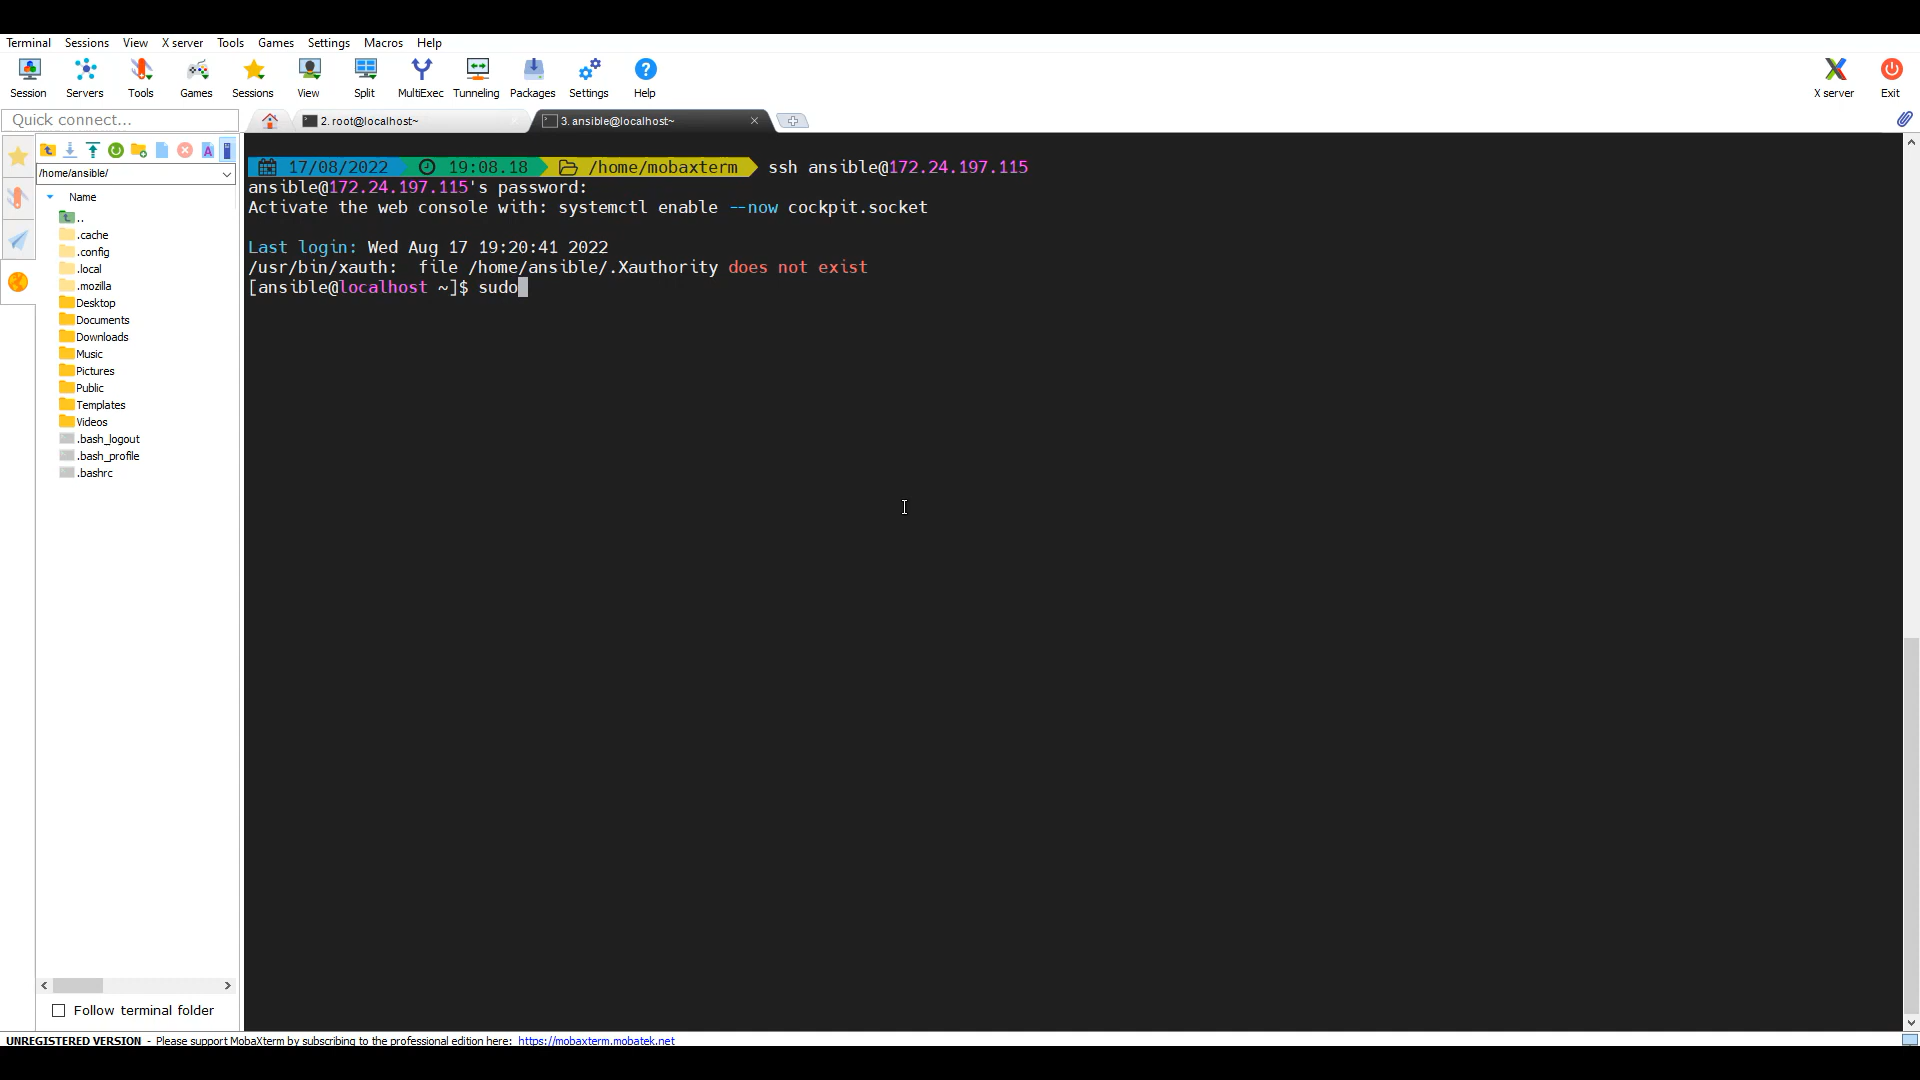 Terminal Sessions View X server Tools Games Settings Macros Help
Session Servers Tools Games Sessions View Split MultiExec Tunneling Packages Settings Help X server Exit
Quick connect...
2. root@localhost~
3. ansible@localhost~
/home/ansible/
Name
..
.cache
.config
.local
.mozilla
Desktop
Documents
Downloads
Music
Pictures
Public
Templates
Videos
.bash_logout
.bash_profile
.bashrc
Follow terminal folder
17/08/2022 19:08.18 /home/mobaxterm ssh ansible@172.24.197.115
ansible@172.24.197.115's password:
Activate the web console with: systemctl enable --now cockpit.socket
Last login: Wed Aug 17 19:20:41 2022
/usr/bin/xauth:  file /home/ansible/.Xauthority does not exist
[ansible@localhost ~]$ sudo
UNREGISTERED VERSION - Please support MobaXterm by subscribing to the professional edition here: https://mobaxterm.mobatek.net